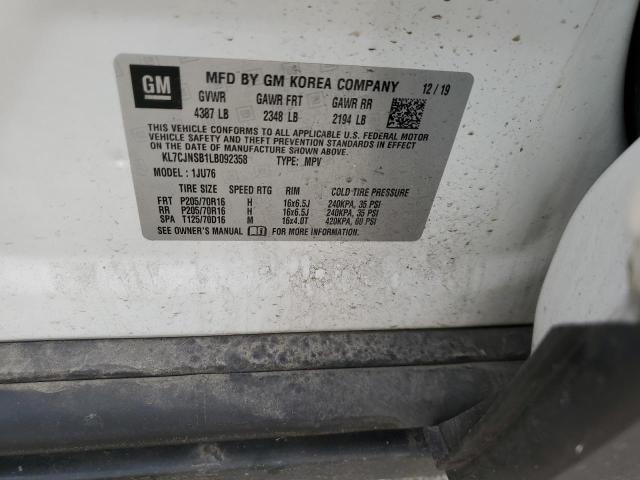 GM
MFD BY GM KOREA COMPANY 12/19
GVWR GAWR FRT GAWR RR
4387 LB 2348 LB 2194 LB
THIS VEHICLE CONFORMS TO ALL APPLICABLE U.S. FEDERAL MOTOR
VEHICLE SAFETY AND THEFT PREVENTION STANDARDS IN EFFECT
ON THE DATE OF MANUFACTURE SHOWN ABOVE.
KL7CJNSB1LB092358 TYPE: MPV
MODEL: 1JU76
TIRE SIZE SPEED RTG RIM COLD TIRE PRESSURE
FRT P205/70R16 H 16x6.5J 240KPA, 35 PSI
RR P205/70R16 H 16x6.5J 240KPA, 35 PSI
SPA T125/70D16 M 16x4.0T 420KPA, 60 PSI
SEE OWNER'S MANUAL FOR MORE INFORMATION.